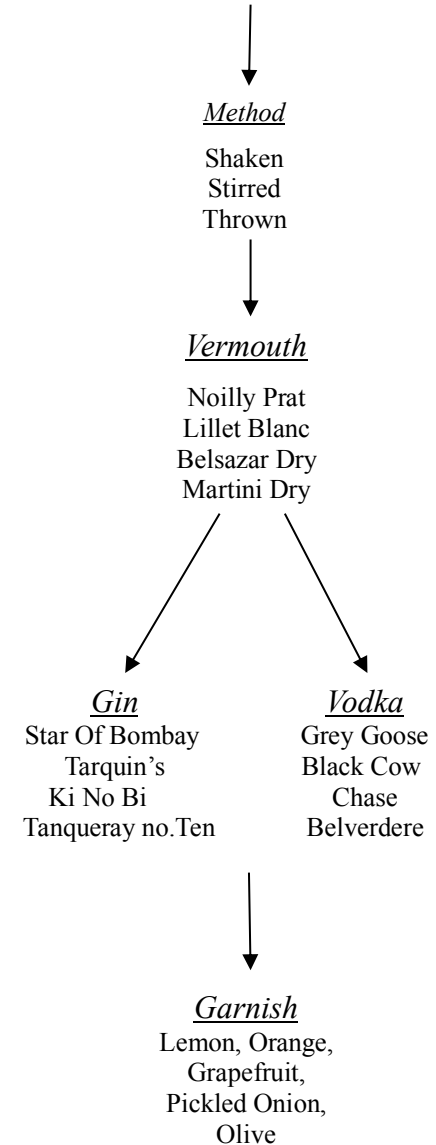 Method
Shaken
Stirred
Thrown
Vermouth
Noilly Prat
Lillet Blanc
Belsazar Dry
Martini Dry
Gin
Star Of Bombay
Tarquin’s
Ki No Bi
Tanqueray no.Ten
Vodka
Grey Goose
Black Cow
Chase
Belverdere
Garnish
Lemon, Orange,
Grapefruit,
Pickled Onion,
Olive